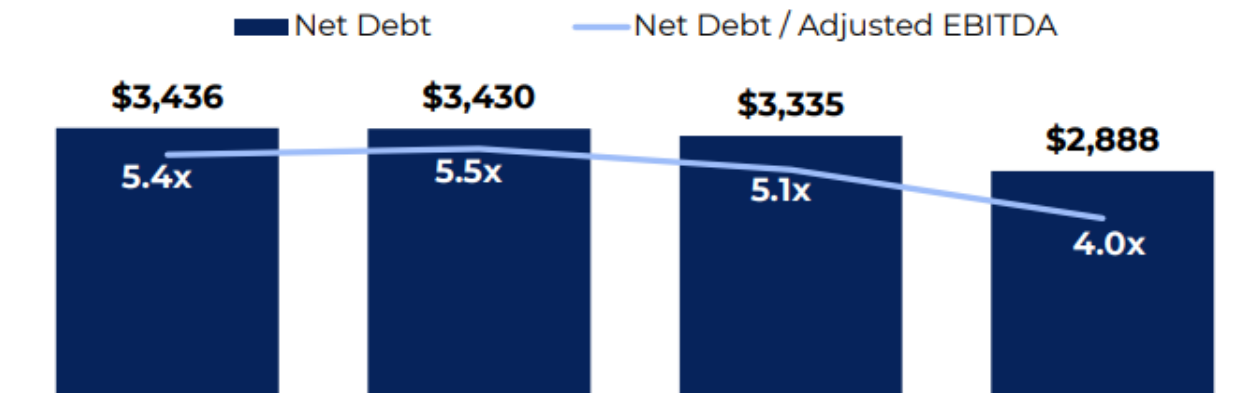 Net Debt Net Debt / Adjusted EBITDA
$3,436 $3,430 $3,335 $2,888
5.4x 5.5x 5.1x 4.0x